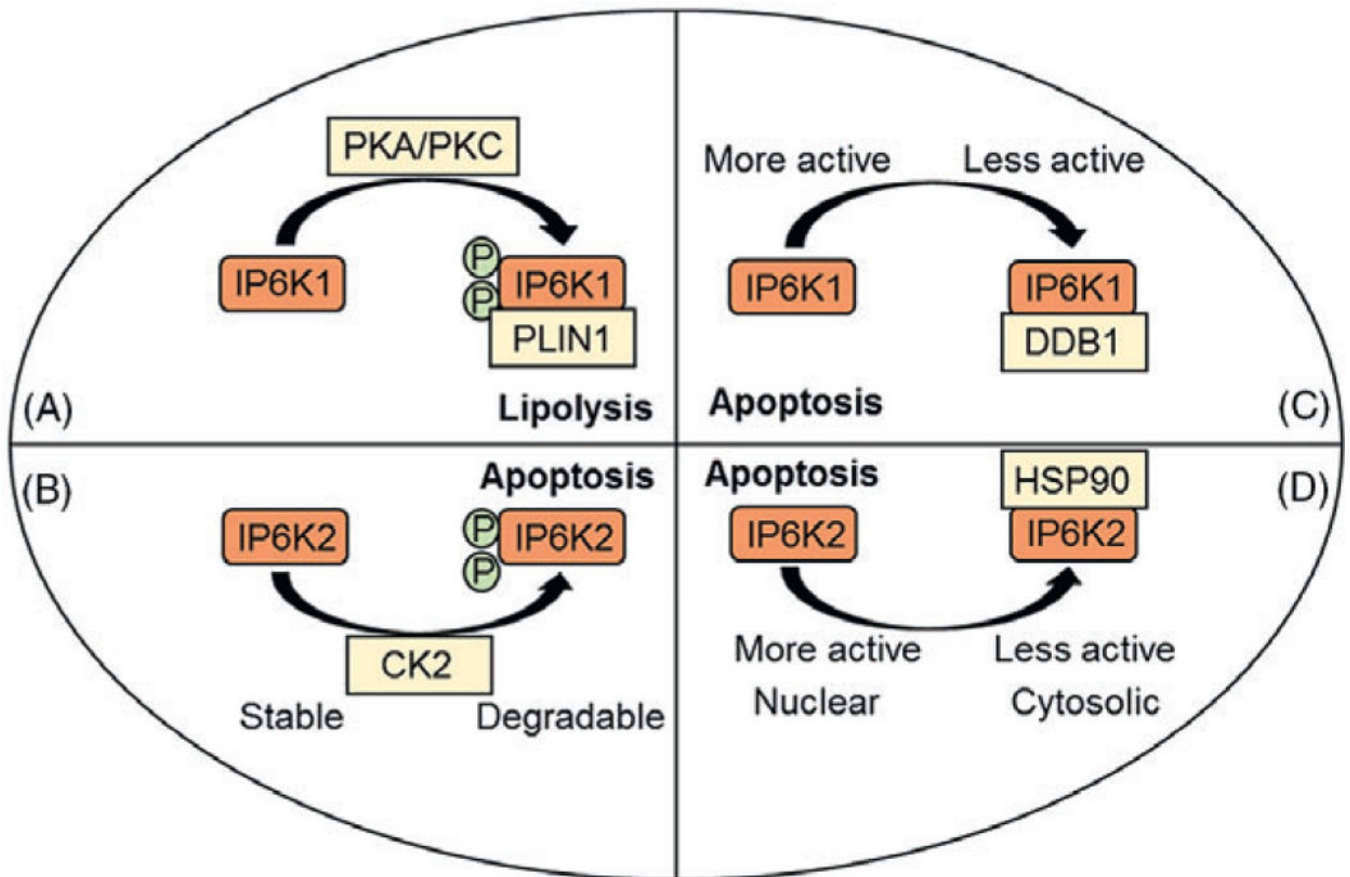 PKA/PKC
IP6K1
P
P
IP6K1
PLIN1
(A)
Lipolysis
More active Less active
IP6K1
IP6K1
DDB1
Apoptosis
(C)
(B)
Apoptosis
IP6K2
P
P
IP6K2
CK2
Stable Degradable
Apoptosis
HSP90
(D)
IP6K2
IP6K2
More active Less active
Nuclear Cytosolic